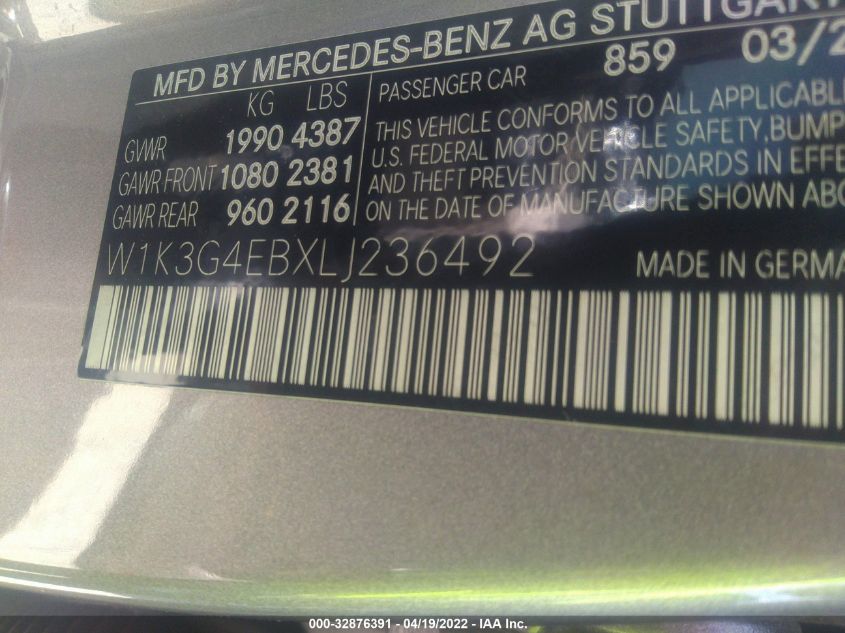 MFD BY MERCEDES-BENZ AG STUTTGART
859 03/2
KG LBS
PASSENGER CAR
GVWR 1990 4387
GAWR FRONT 1080 2381
GAWR REAR 960 2116
THIS VEHICLE CONFORMS TO ALL APPLICABL
U.S. FEDERAL MOTOR VEHICLE SAFETY, BUMP
AND THEFT PREVENTION STANDARDS IN EFFE
ON THE DATE OF MANUFACTURE SHOWN ABO
W1K3G4EBXLJ236492
MADE IN GERMA
000-32876391 - 04/19/2022 - IAA Inc.